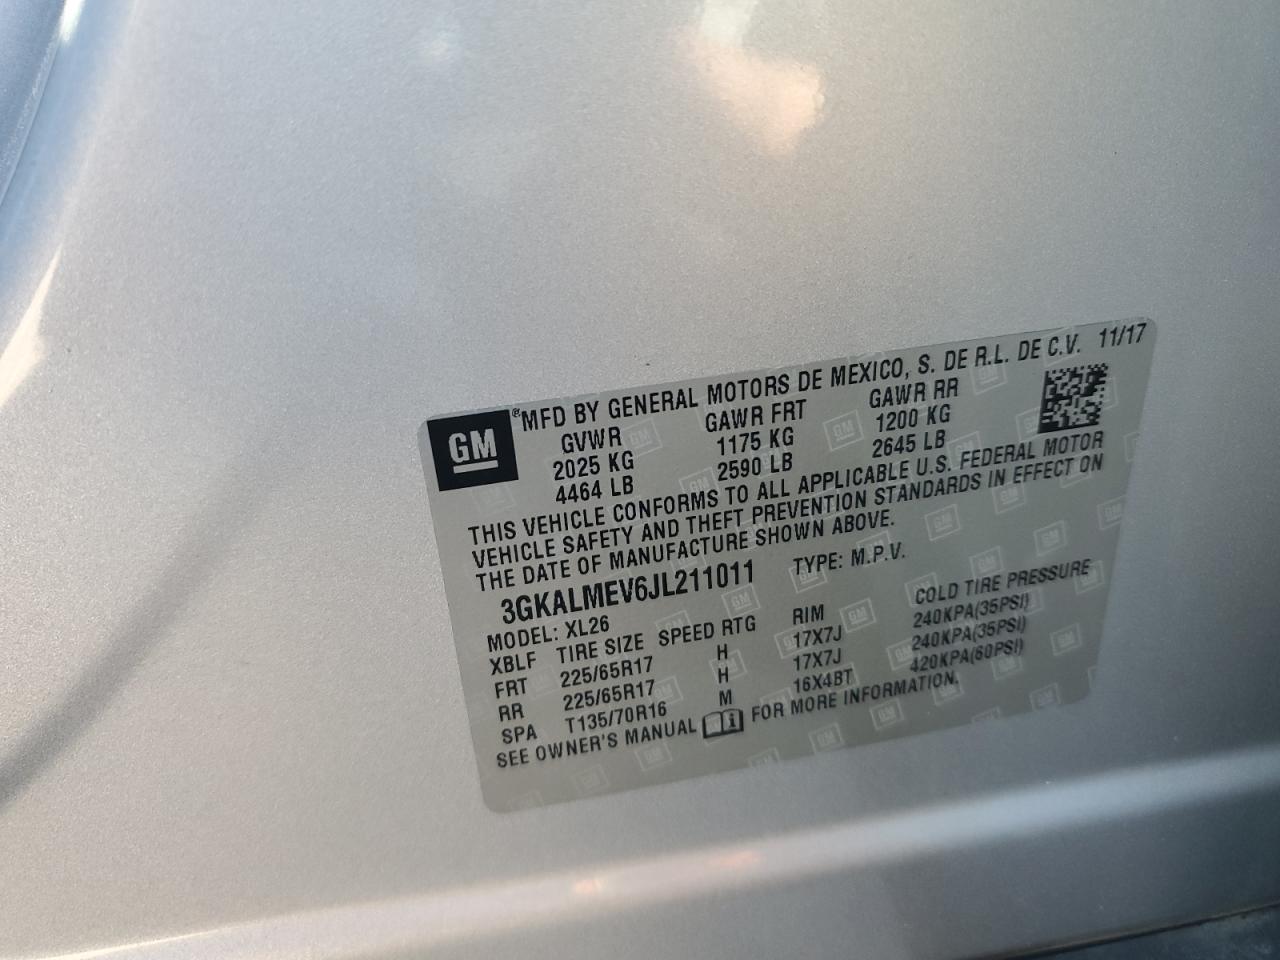 GM ®MFD BY GENERAL MOTORS DE MEXICO, S. DE R.L. DE C.V. 11/17
GVWR GAWR FRT GAWR RR
2025 KG 1175 KG 1200 KG
4464 LB 2590 LB 2645 LB
THIS VEHICLE CONFORMS TO ALL APPLICABLE U.S. FEDERAL MOTOR
VEHICLE SAFETY AND THEFT PREVENTION STANDARDS IN EFFECT ON
THE DATE OF MANUFACTURE SHOWN ABOVE.
3GKALMEV6JL211011 TYPE: M.P.V.
MODEL: XL26
XBLF TIRE SIZE SPEED RTG RIM COLD TIRE PRESSURE
FRT 225/65R17 H 17X7J 240KPA(35PSI)
RR 225/65R17 H 17X7J 240KPA(35PSI)
SPA T135/70R16 M 16X4BT 420KPA(60PSI)
SEE OWNER'S MANUAL FOR MORE INFORMATION.